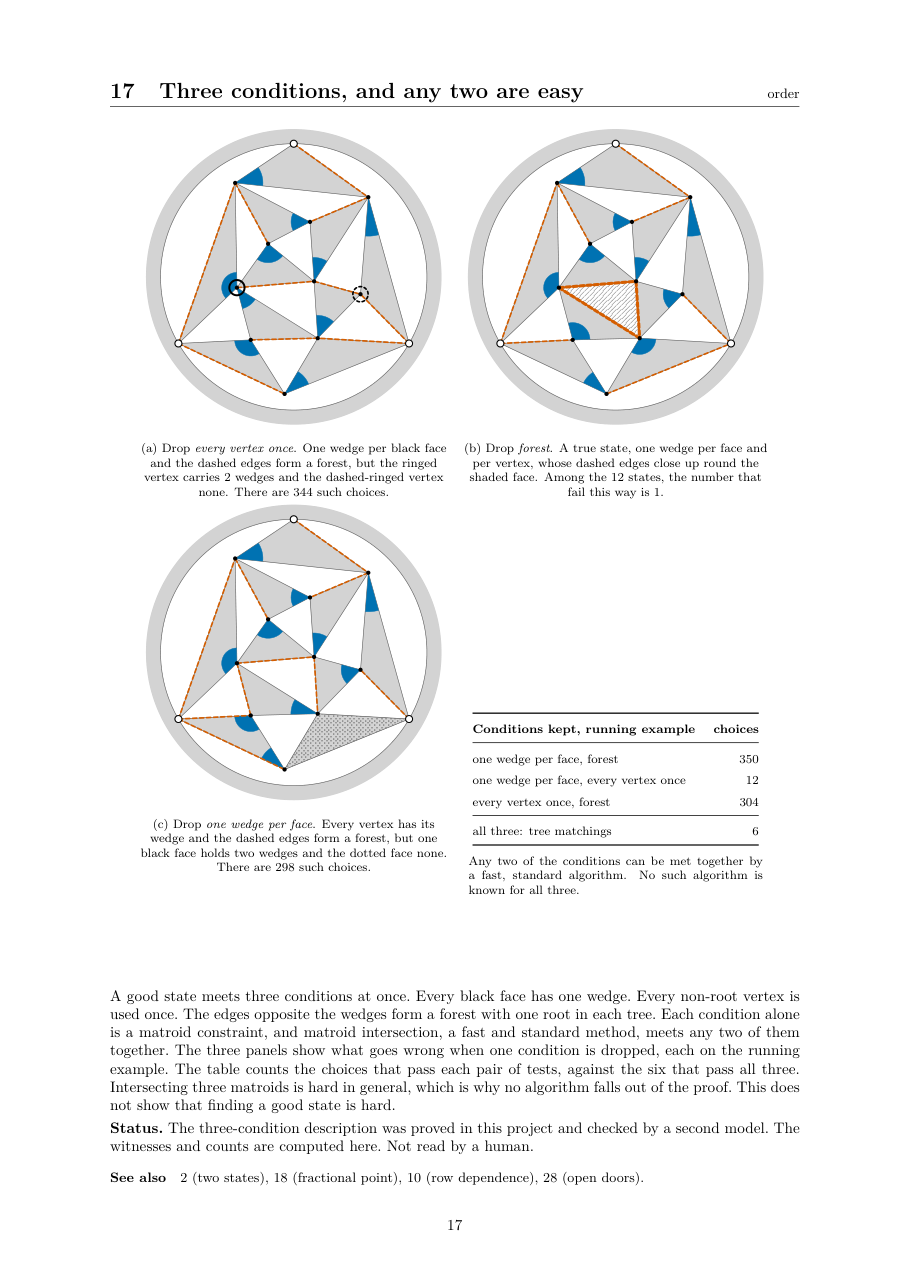 17 Three conditions, and any two are easy order
(a) Drop every vertex once. One wedge per black face
and the dashed edges form a forest, but the ringed
vertex carries 2 wedges and the dashed-ringed vertex
none. There are 344 such choices.
(b) Drop forest. A true state, one wedge per face and
per vertex, whose dashed edges close up round the
shaded face. Among the 12 states, the number that
fail this way is 1.
(c) Drop one wedge per face. Every vertex has its
wedge and the dashed edges form a forest, but one
black face holds two wedges and the dotted face none.
There are 298 such choices.
Conditions kept, running example choices
one wedge per face, forest 350
one wedge per face, every vertex once 12
every vertex once, forest 304
all three: tree matchings 6
Any two of the conditions can be met together by
a fast, standard algorithm. No such algorithm is
known for all three.
A good state meets three conditions at once. Every black face has one wedge. Every non-root vertex is
used once. The edges opposite the wedges form a forest with one root in each tree. Each condition alone
is a matroid constraint, and matroid intersection, a fast and standard method, meets any two of them
together. The three panels show what goes wrong when one condition is dropped, each on the running
example. The table counts the choices that pass each pair of tests, against the six that pass all three.
Intersecting three matroids is hard in general, which is why no algorithm falls out of the proof. This does
not show that finding a good state is hard.
Status. The three-condition description was proved in this project and checked by a second model. The
witnesses and counts are computed here. Not read by a human.
See also 2 (two states), 18 (fractional point), 10 (row dependence), 28 (open doors).
17